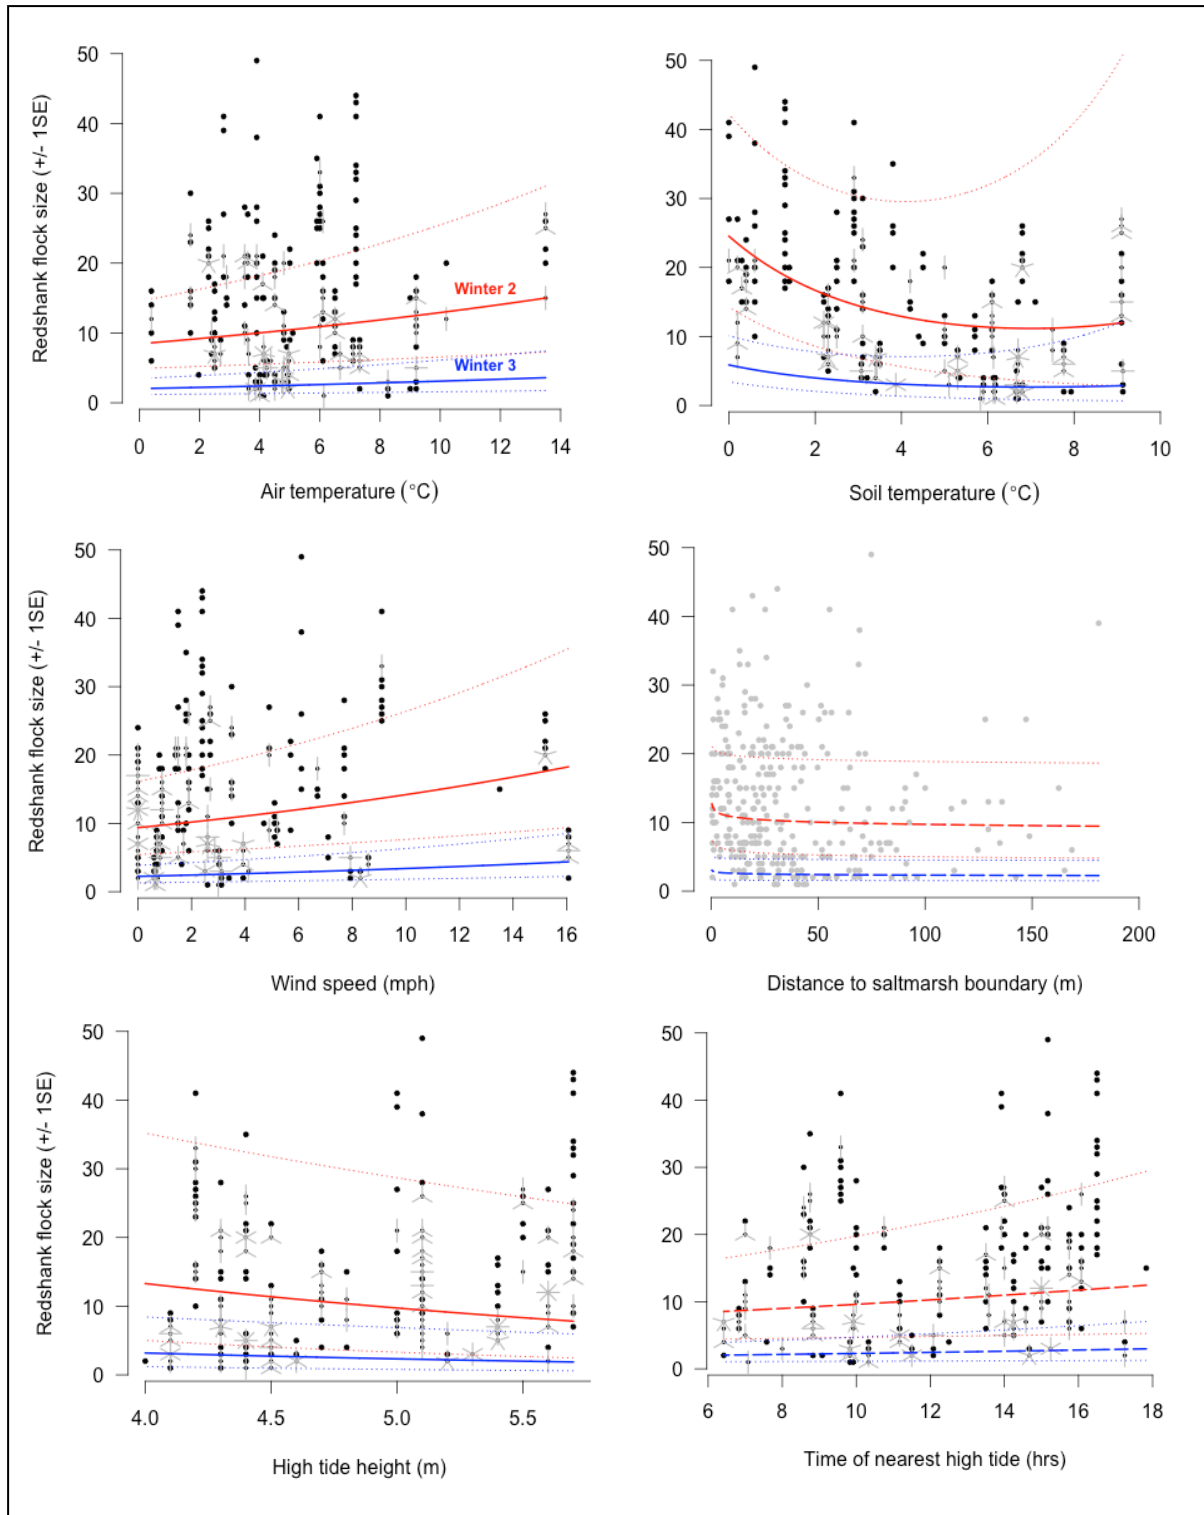 50
40
30
20
10
0
Redshank flock size (+/- 1SE)
Winter 2
Winter 3
0 2 4 6 8 10 12 14
Air temperature (°C)
50
40
30
20
10
0
0 2 4 6 8 10
Soil temperature (°C)
50
40
30
20
10
0
Redshank flock size (+/- 1SE)
0 2 4 6 8 10 12 14 16
Wind speed (mph)
50
40
30
20
10
0
0 50 100 150 200
Distance to saltmarsh boundary (m)
50
40
30
20
10
0
Redshank flock size (+/- 1SE)
4.0 4.5 5.0 5.5
High tide height (m)
50
40
30
20
10
0
6 8 10 12 14 16 18
Time of nearest high tide (hrs)